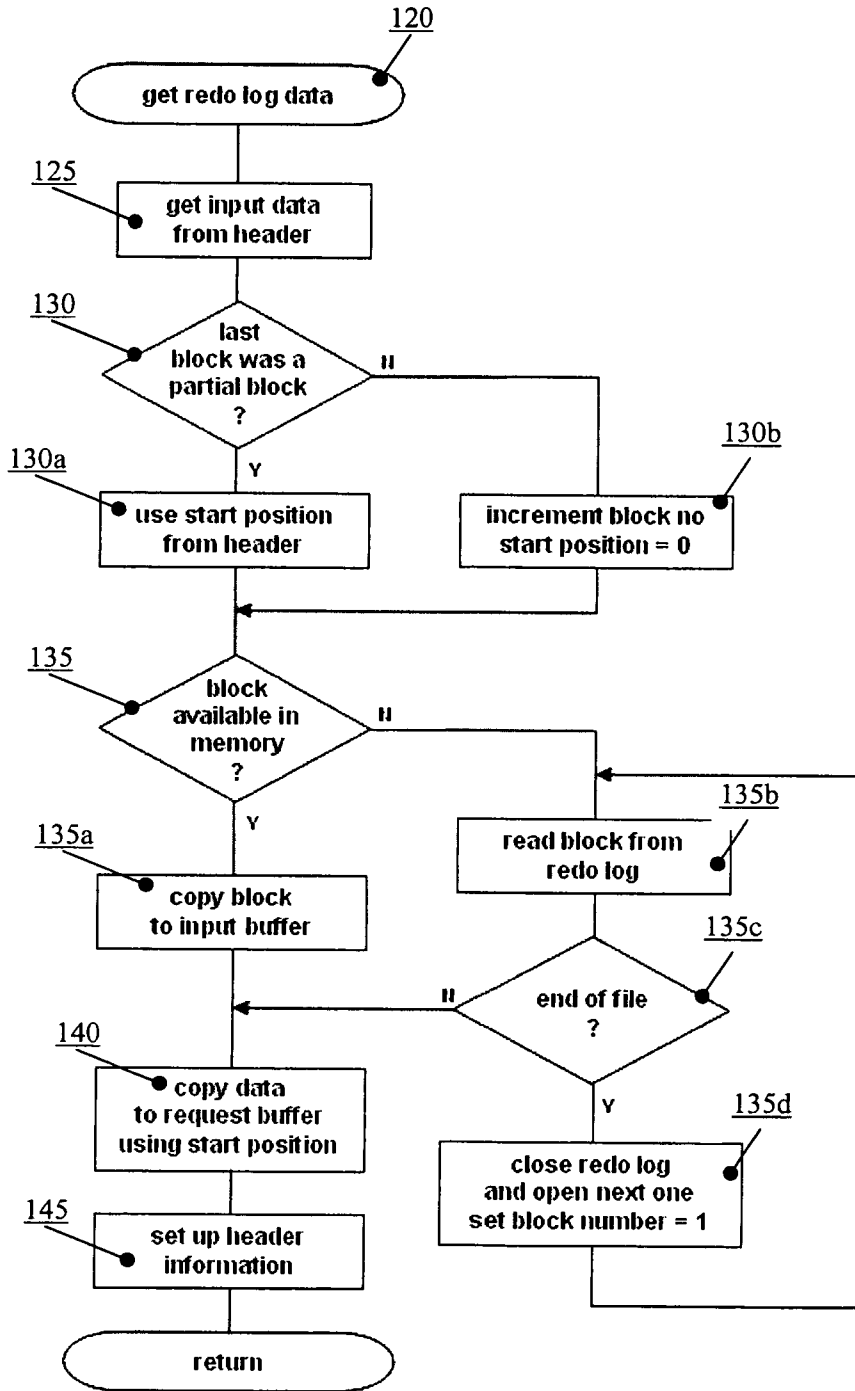 120
get redo log data
125
get input data
from header
130
last
block was a
partial block
?
N
Y
130a
use start position
from header
130b
increment block no
start position = 0
135
block
available in
memory
?
N
Y
135a
copy block
to input buffer
135b
read block from
redo log
135c
end of file
?
N
Y
140
copy data
to request buffer
using start position
135d
close redo log
and open next one
set block number = 1
145
set up header
information
return